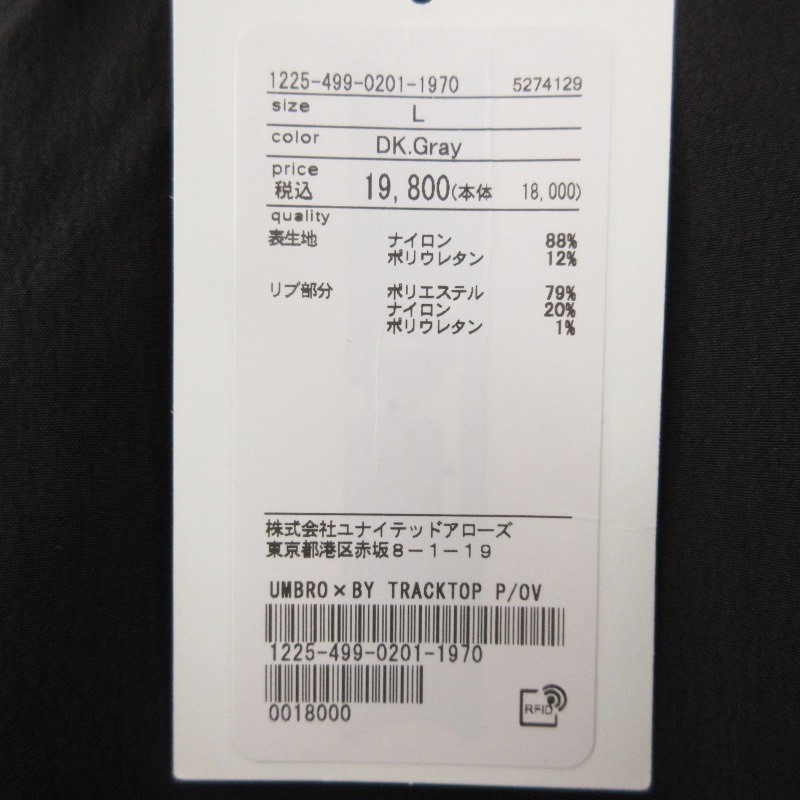 1225-499-0201-1970 5274129
size L
color DK.Gray
price
税込 19,800(本体 18,000)
quality
表生地 ナイロン 88%
ポリウレタン 12%
リブ部分 ポリエステル 79%
ナイロン 20%
ポリウレタン 1%
株式会社ユナイテッドアローズ
東京都港区赤坂8-1-19
UMBRO×BY TRACKTOP P/OV
1225-499-0201-1970
0018000
RFID